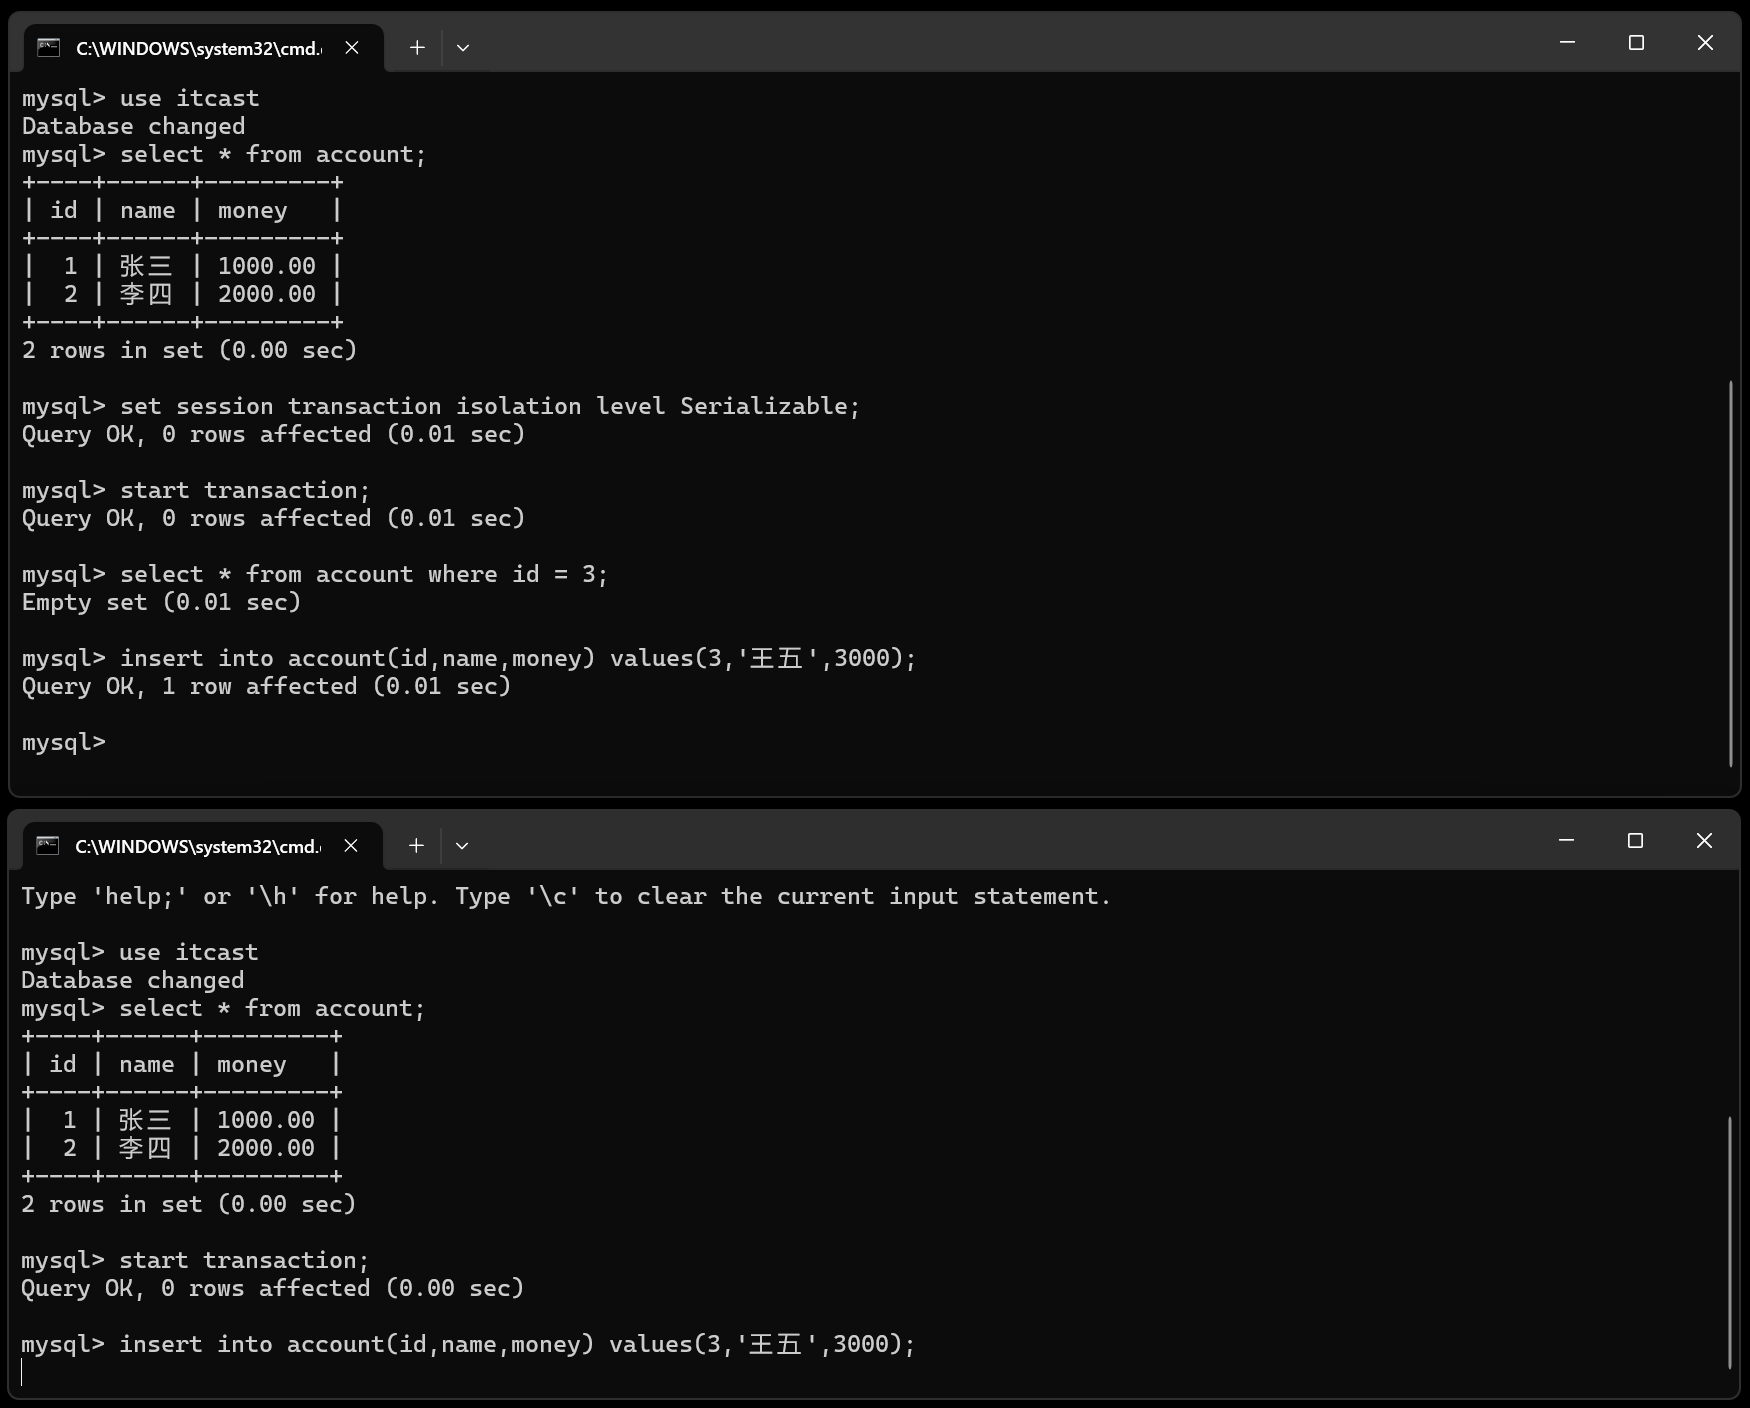 C:\WINDOWS\system32\cmd.
mysql> use itcast
Database changed
mysql> select * from account;
+----+------+---------+
| id | name | money   |
+----+------+---------+
|  1 | 张三 | 1000.00 |
|  2 | 李四 | 2000.00 |
+----+------+---------+
2 rows in set (0.00 sec)
mysql> set session transaction isolation level Serializable;
Query OK, 0 rows affected (0.01 sec)
mysql> start transaction;
Query OK, 0 rows affected (0.01 sec)
mysql> select * from account where id = 3;
Empty set (0.01 sec)
mysql> insert into account(id,name,money) values(3,'王五',3000);
Query OK, 1 row affected (0.01 sec)
mysql>
C:\WINDOWS\system32\cmd.
Type 'help;' or '\h' for help. Type '\c' to clear the current input statement.
mysql> use itcast
Database changed
mysql> select * from account;
+----+------+---------+
| id | name | money   |
+----+------+---------+
|  1 | 张三 | 1000.00 |
|  2 | 李四 | 2000.00 |
+----+------+---------+
2 rows in set (0.00 sec)
mysql> start transaction;
Query OK, 0 rows affected (0.00 sec)
mysql> insert into account(id,name,money) values(3,'王五',3000);